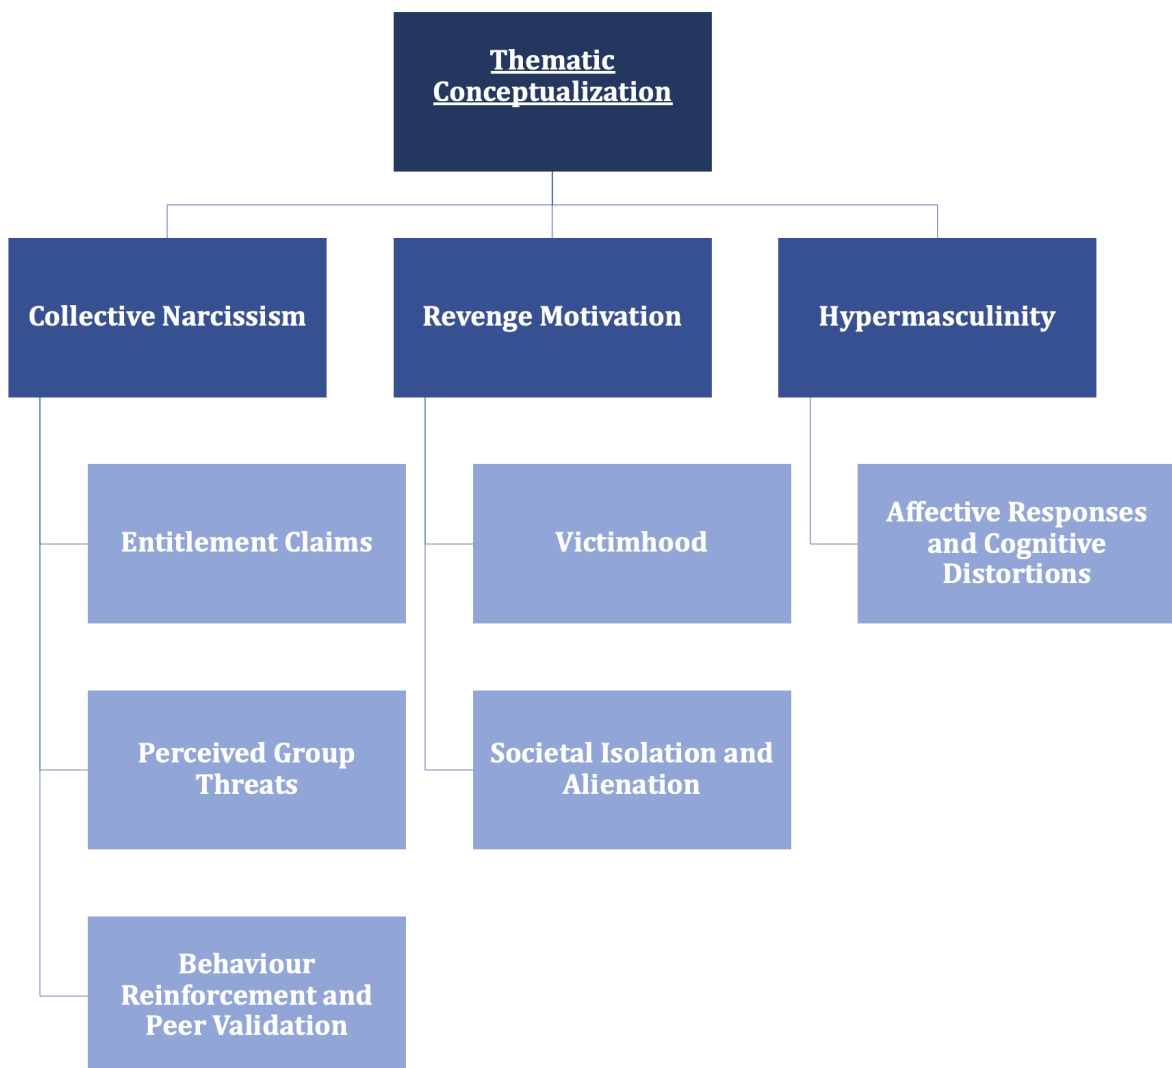 Thematic
Conceptualization
Collective Narcissism
Revenge Motivation
Hypermasculinity
Entitlement Claims
Victimhood
Affective Responses
and Cognitive
Distortions
Perceived Group
Threats
Societal Isolation and
Alienation
Behaviour
Reinforcement and
Peer Validation